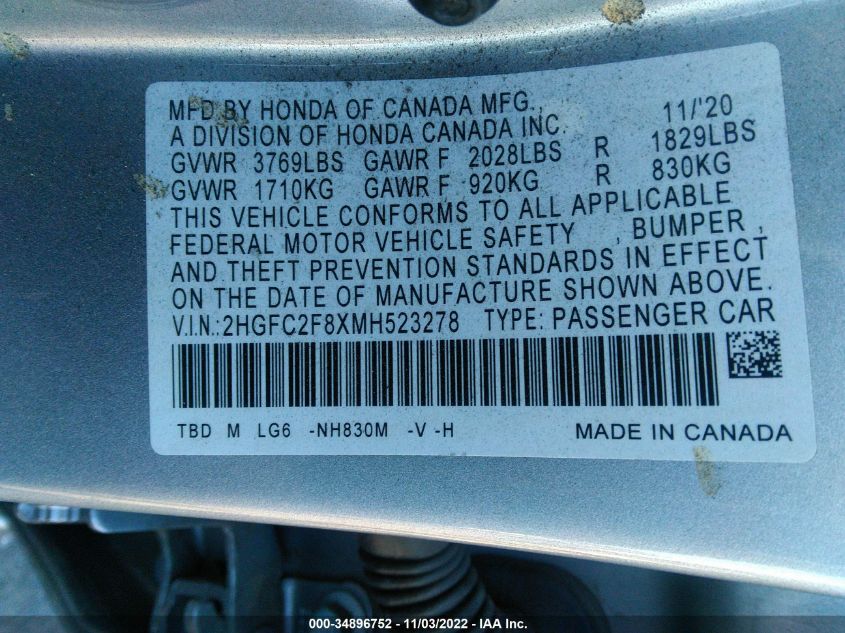 MFD BY HONDA OF CANADA MFG., 11/'20
A DIVISION OF HONDA CANADA INC.
GVWR 3769LBS GAWR F 2028LBS R 1829LBS
GVWR 1710KG GAWR F 920KG R 830KG
THIS VEHICLE CONFORMS TO ALL APPLICABLE
FEDERAL MOTOR VEHICLE SAFETY , BUMPER ,
AND THEFT PREVENTION STANDARDS IN EFFECT
ON THE DATE OF MANUFACTURE SHOWN ABOVE.
V.I.N.:2HGFC2F8XMH523278 TYPE: PASSENGER CAR
TBD M LG6 -NH830M -V -H MADE IN CANADA
000-34896752 - 11/03/2022 - IAA Inc.